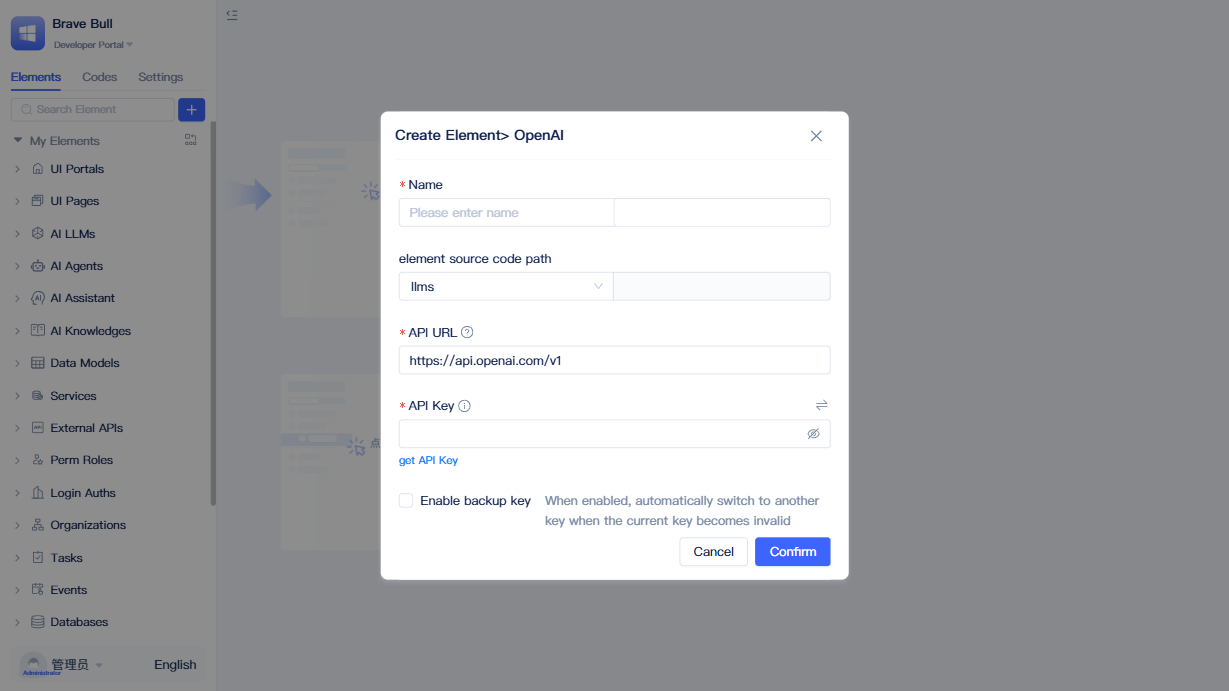 Brave Bull
Developer Portal
Elements Codes Settings
Search Element
My Elements
UI Portals
UI Pages
AI LLMs
AI Agents
AI Assistant
AI Knowledges
Data Models
Services
External APIs
Perm Roles
Login Auths
Organizations
Tasks
Events
Databases
管理员
Administrator
English
点
Create Element> OpenAI
* Name
Please enter name
element source code path
llms
* API URL
https://api.openai.com/v1
* API Key
get API Key
Enable backup key
When enabled, automatically switch to another
key when the current key becomes invalid
Cancel Confirm